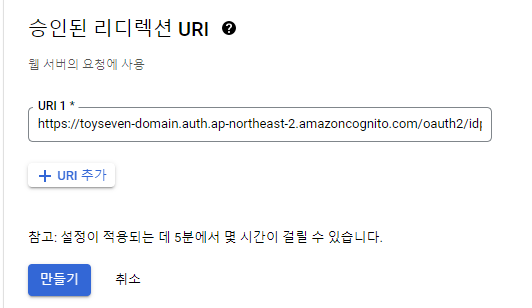 승인된 리디렉션 URI
웹 서버의 요청에 사용
URI 1 *
https://toyseven-domain.auth.ap-northeast-2.amazoncognito.com/oauth2/idp
+ URI 추가
참고: 설정이 적용되는 데 5분에서 몇 시간이 걸릴 수 있습니다.
만들기 취소